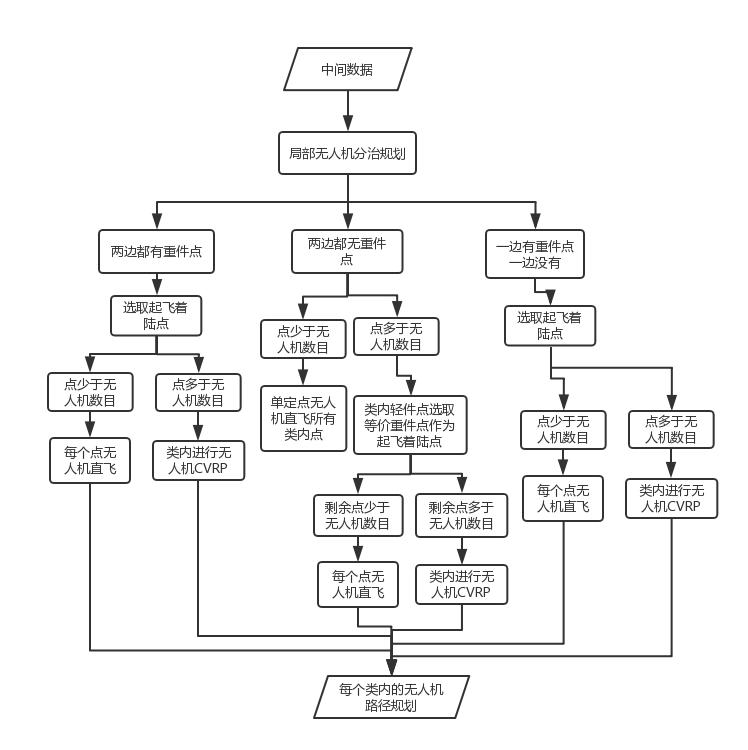 中间数据
局部无人机分治规划
两边都有重件点
两边都无重件
点
一边有重件点
一边没有
选取起飞着
陆点
选取起飞着
陆点
点少于无
人机数目
点多于无
人机数目
点少于无
人机数目
点多于无
人机数目
点少于无
人机数目
点多于无
人机数目
每个点无
人机直飞
类内进行无
人机CVRP
单定点无人
机直飞所有
类内点
类内轻件点选取
等价重件点作为
起飞着陆点
每个点无
人机直飞
类内进行无
人机CVRP
剩余点少于
无人机数目
剩余点多于
无人机数目
每个点无
人机直飞
类内进行无
人机CVRP
每个类内的无人机
路径规划